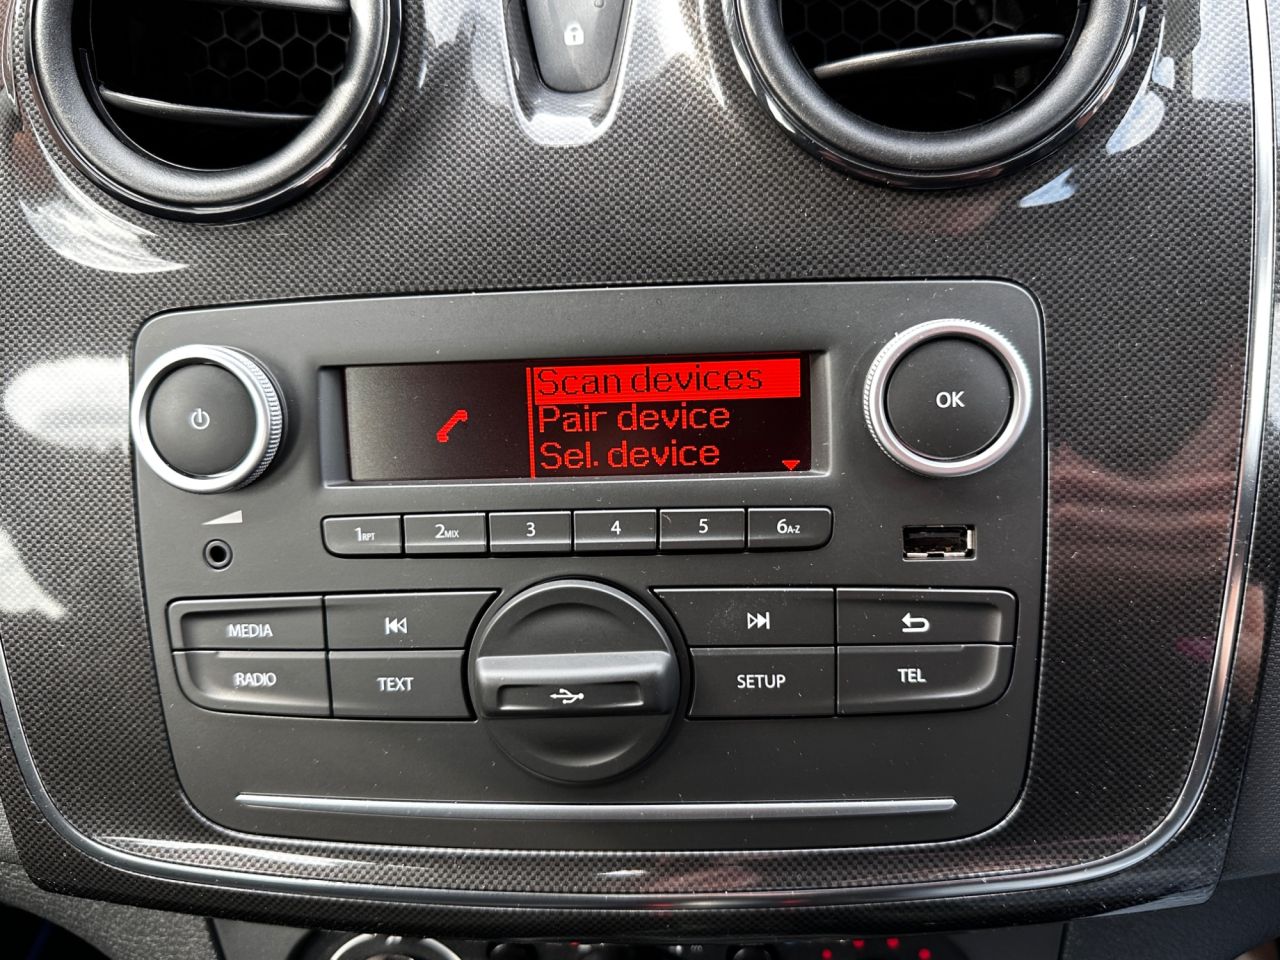 Scan devices
Pair device
Sel. device
OK
1RPT
2MIX
3
4
5
6A-Z
MEDIA
RADIO
TEXT
SETUP
TEL